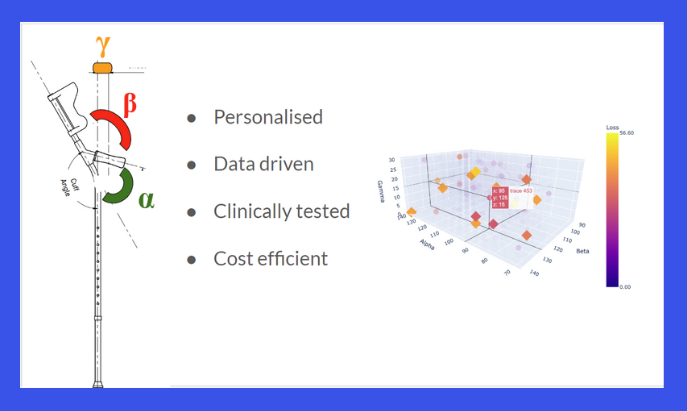 γ
β
α
Cuff
Angle
● Personalised
● Data driven
● Clinically tested
● Cost efficient
Loss
56.60
0.00
30
25
20
15
10
5
Gamma
140
130
120
110
100
90
80
70
Alpha
90
100
110
120
130
140
Beta
x: 90
y: 125
z: 15
trace 450